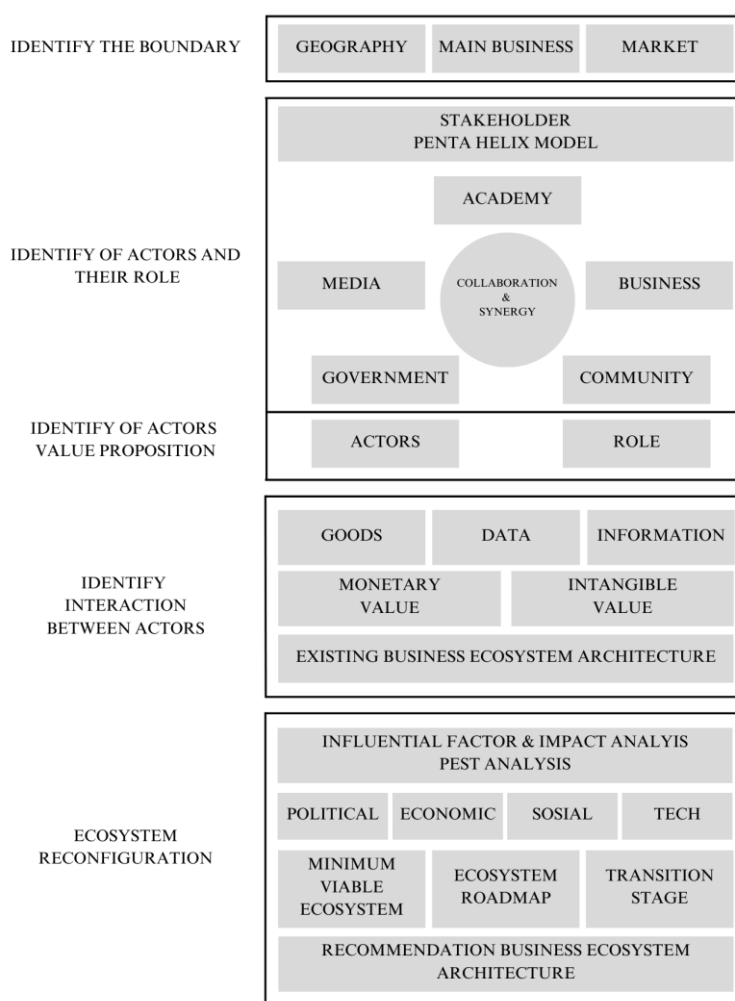 IDENTIFY THE BOUNDARY
GEOGRAPHY
MAIN BUSINESS
MARKET
STAKEHOLDER
PENTA HELIX MODEL
ACADEMY
IDENTIFY OF ACTORS AND
THEIR ROLE
MEDIA
COLLABORATION
&
SYNERGY
BUSINESS
GOVERNMENT
COMMUNITY
IDENTIFY OF ACTORS
VALUE PROPOSITION
ACTORS
ROLE
IDENTIFY
INTERACTION
BETWEEN ACTORS
GOODS
DATA
INFORMATION
MONETARY
VALUE
INTANGIBLE
VALUE
EXISTING BUSINESS ECOSYSTEM ARCHITECTURE
ECOSYSTEM
RECONFIGURATION
INFLUENTIAL FACTOR & IMPACT ANALYIS
PEST ANALYSIS
POLITICAL
ECONOMIC
SOSIAL
TECH
MINIMUM
VIABLE
ECOSYSTEM
ECOSYSTEM
ROADMAP
TRANSITION
STAGE
RECOMMENDATION BUSINESS ECOSYSTEM
ARCHITECTURE